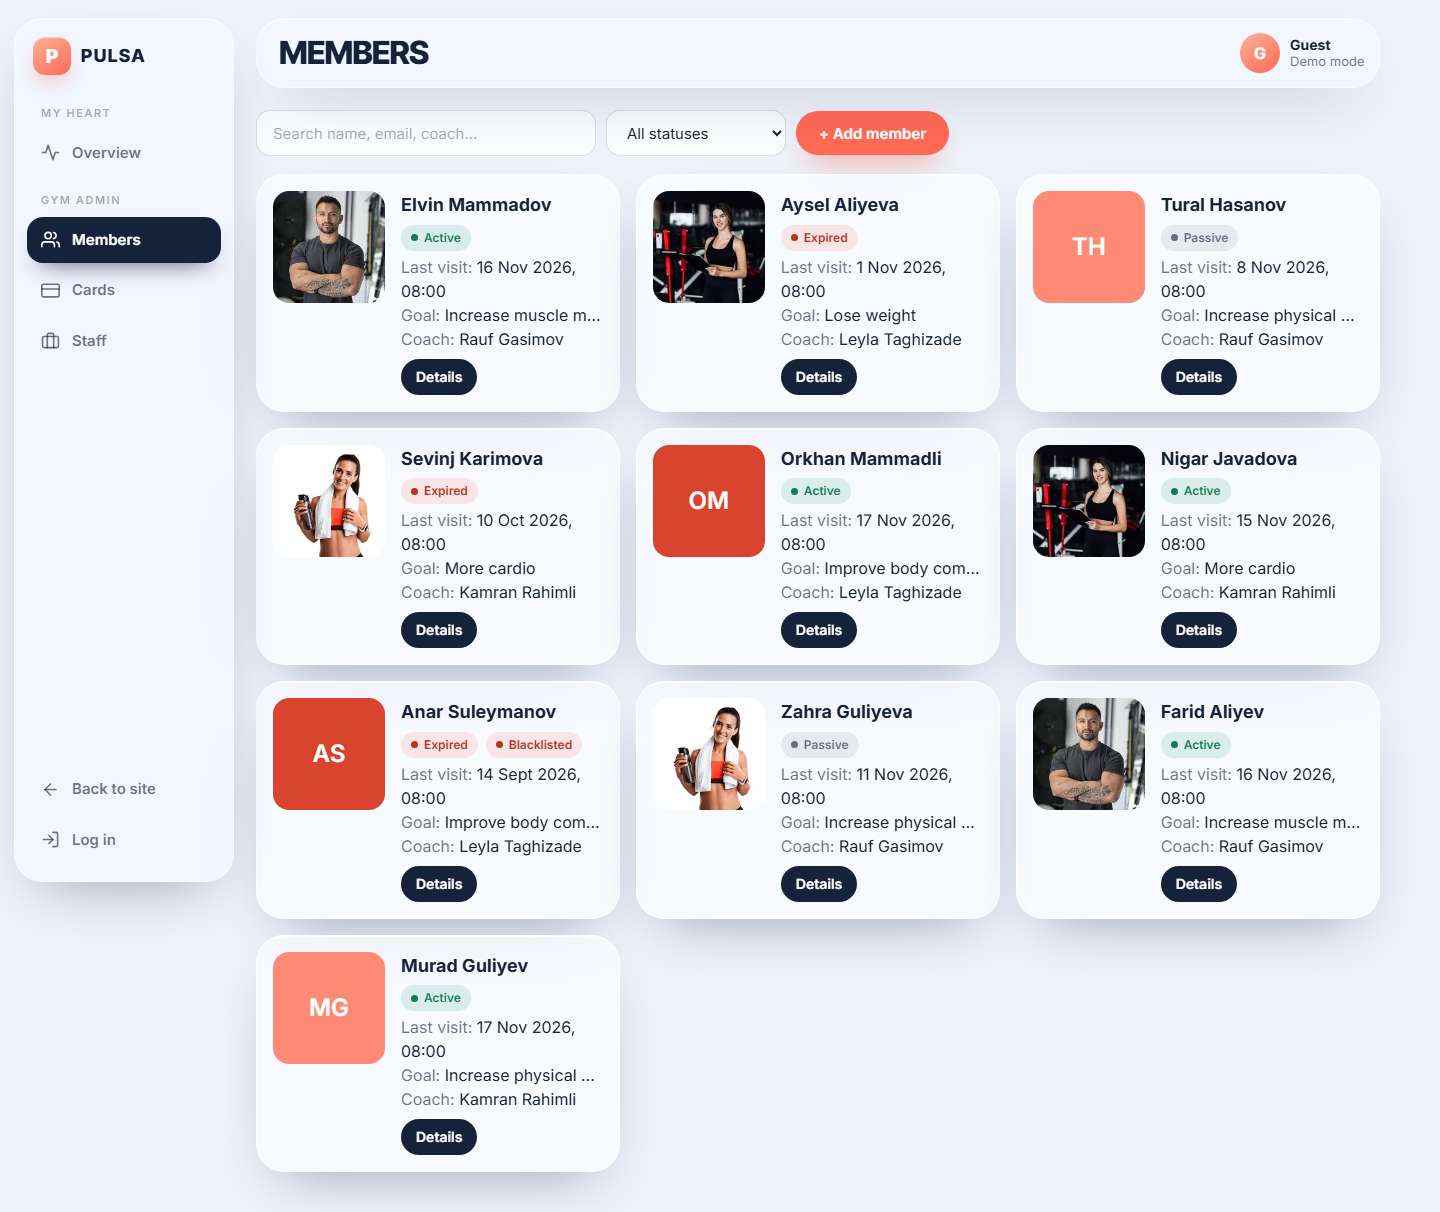 P PULSA
MY HEART
Overview
GYM ADMIN
Members
Cards
Staff
Back to site
Log in
MEMBERS
G
Guest
Demo mode
Search name, email, coach...
All statuses
+ Add member
Elvin Mammadov
Active
Last visit: 16 Nov 2026,
08:00
Goal: Increase muscle m...
Coach: Rauf Gasimov
Details
Aysel Aliyeva
Expired
Last visit: 1 Nov 2026,
08:00
Goal: Lose weight
Coach: Leyla Taghizade
Details
TH
Tural Hasanov
Passive
Last visit: 8 Nov 2026,
08:00
Goal: Increase physical ...
Coach: Rauf Gasimov
Details
Sevinj Karimova
Expired
Last visit: 10 Oct 2026,
08:00
Goal: More cardio
Coach: Kamran Rahimli
Details
OM
Orkhan Mammadli
Active
Last visit: 17 Nov 2026,
08:00
Goal: Improve body com...
Coach: Leyla Taghizade
Details
Nigar Javadova
Active
Last visit: 15 Nov 2026,
08:00
Goal: More cardio
Coach: Kamran Rahimli
Details
AS
Anar Suleymanov
Expired Blacklisted
Last visit: 14 Sept 2026,
08:00
Goal: Improve body com...
Coach: Leyla Taghizade
Details
Zahra Guliyeva
Passive
Last visit: 11 Nov 2026,
08:00
Goal: Increase physical ...
Coach: Rauf Gasimov
Details
Farid Aliyev
Active
Last visit: 16 Nov 2026,
08:00
Goal: Increase muscle m...
Coach: Rauf Gasimov
Details
MG
Murad Guliyev
Active
Last visit: 17 Nov 2026,
08:00
Goal: Increase physical ...
Coach: Kamran Rahimli
Details